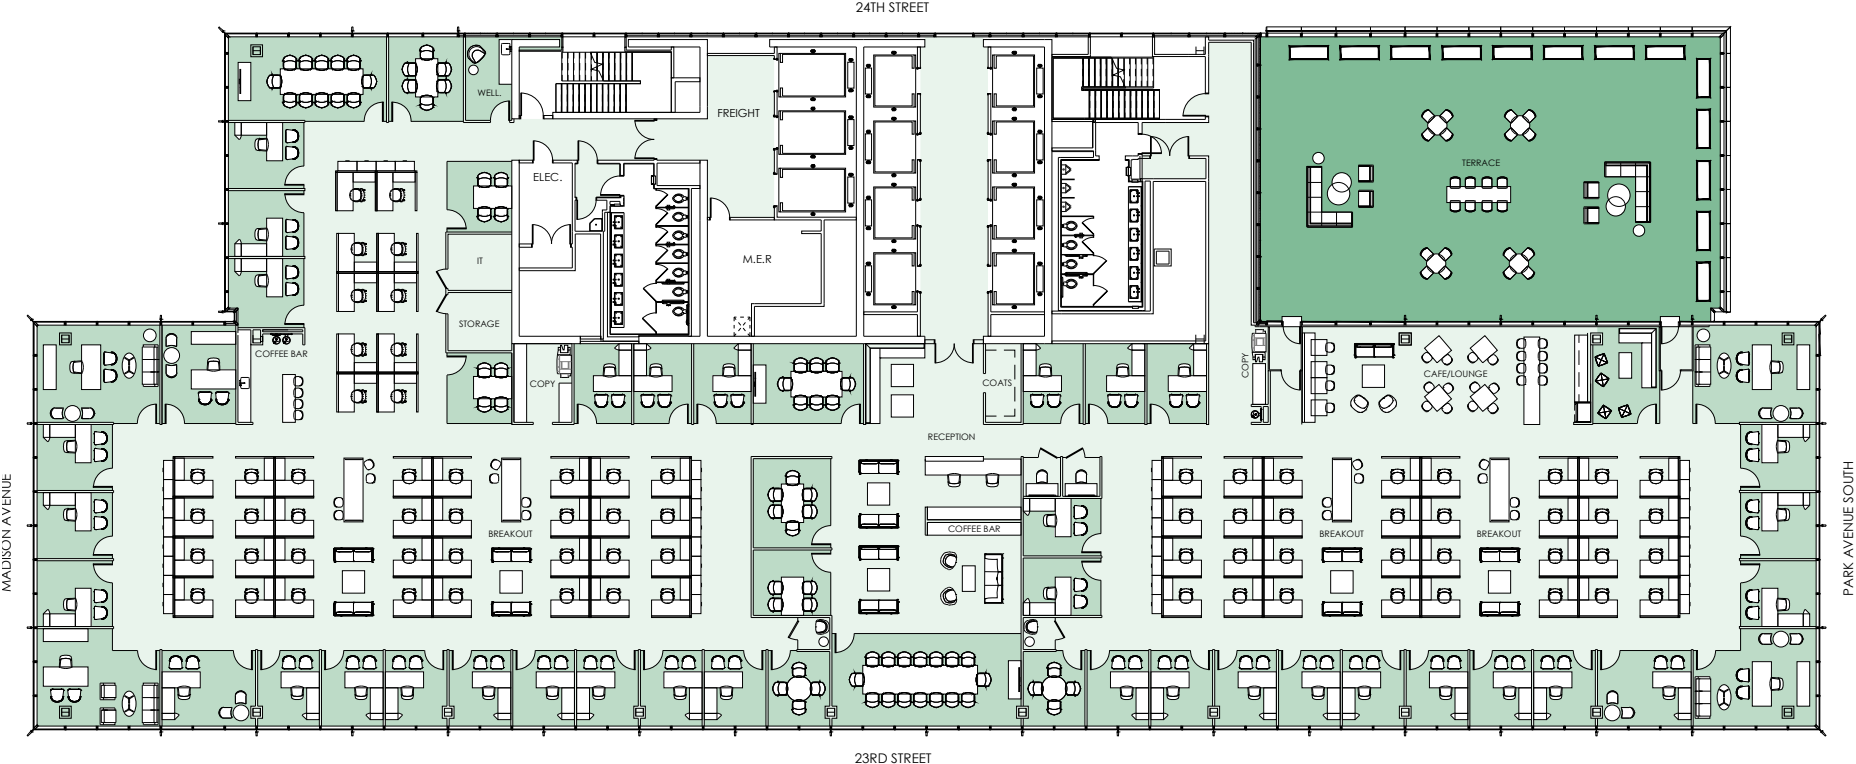 24TH STREET
WELL.
FREIGHT
TERRACE
ELEC.
IT
M.E.R
STORAGE
COFFEE BAR
COPY
COATS
COPY
CAFE/LOUNGE
RECEPTION
MADISON AVENUE
PARK AVENUE SOUTH
BREAKOUT
COFFEE BAR
BREAKOUT
BREAKOUT
23RD STREET